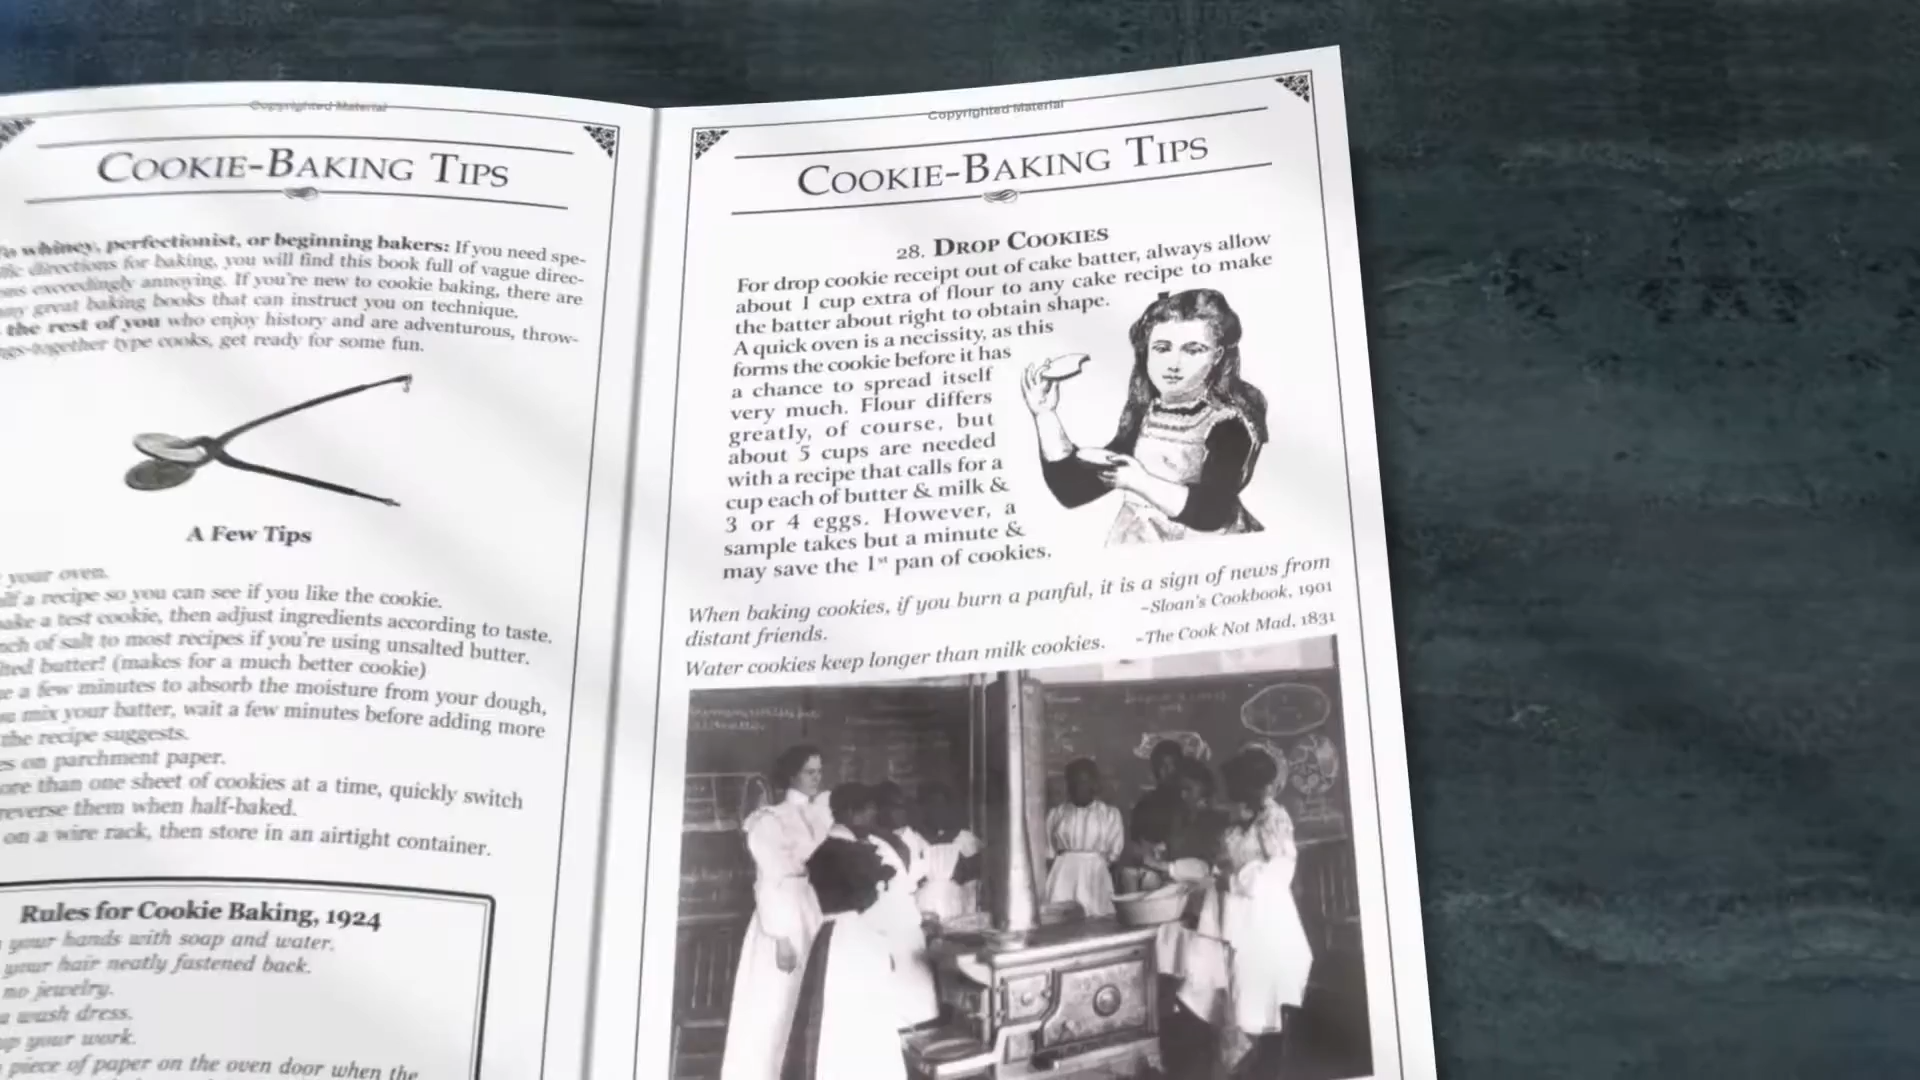 Copyrighted Material
COOKIE-BAKING TIPS
whiney, perfectionist, or beginning bakers: If you need spe-
directions for baking, you will find this book full of vague direc-
exceedingly annoying. If you're new to cookie baking, there are
great baking books that can instruct you on technique.
the rest of you who enjoy history and are adventurous, throw-
together type cooks, get ready for some fun.
A Few Tips
your oven.
a recipe so you can see if you like the cookie.
a test cookie, then adjust ingredients according to taste.
of salt to most recipes if you're using unsalted butter.
butter! (makes for a much better cookie)
a few minutes to absorb the moisture from your dough,
mix your batter, wait a few minutes before adding more
the recipe suggests.
on parchment paper.
than one sheet of cookies at a time, quickly switch
reverse them when half-baked.
on a wire rack, then store in an airtight container.
Rules for Cookie Baking, 1924
your hands with soap and water.
your hair neatly fastened back.
no jewelry.
a wash dress.
up your work.
piece of paper on the oven door when the
Copyrighted Material
COOKIE-BAKING TIPS
28. DROP COOKIES
For drop cookie receipt out of cake batter, always allow
about 1 cup extra of flour to any cake recipe to make
the batter about right to obtain shape.
A quick oven is a necissity, as this
forms the cookie before it has
a chance to spread itself
very much. Flour differs
greatly, of course, but
about 5 cups are needed
with a recipe that calls for a
cup each of butter & milk &
3 or 4 eggs. However, a
sample takes but a minute &
may save the 1st pan of cookies.
When baking cookies, if you burn a panful, it is a sign of news from
distant friends. ~Sloan's Cookbook, 1901
Water cookies keep longer than milk cookies. ~The Cook Not Mad, 1831